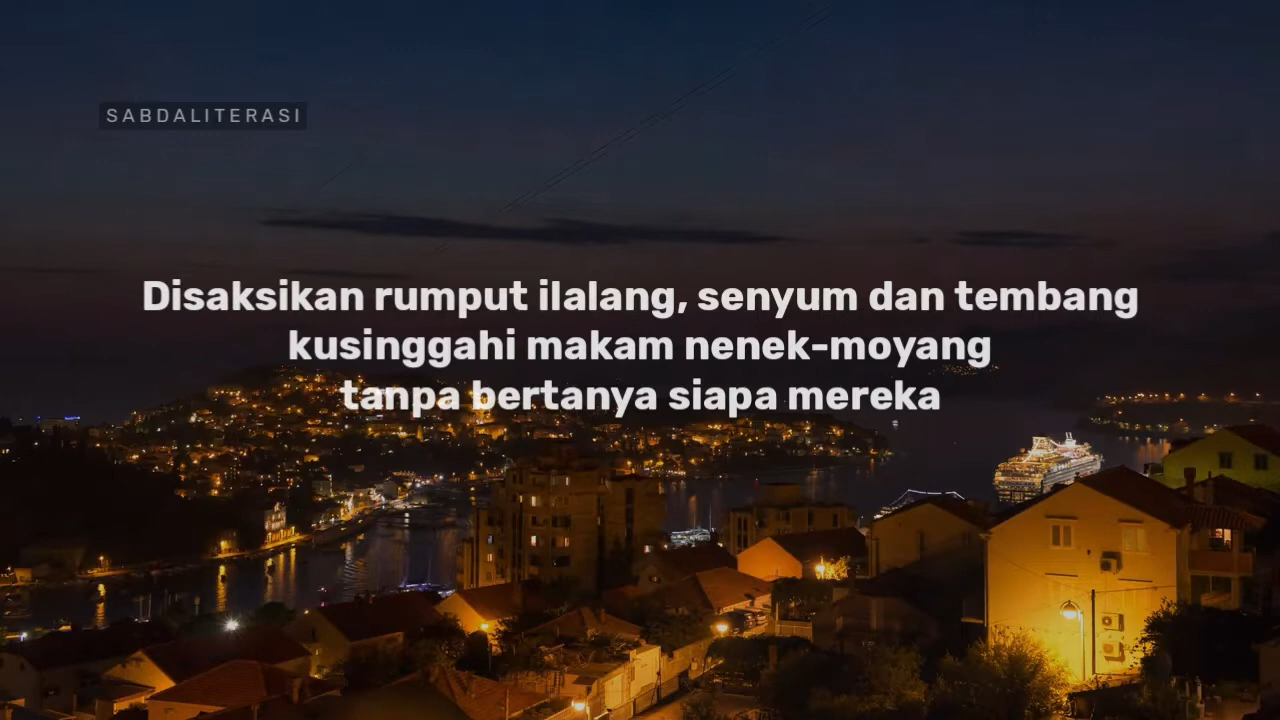 SABDALITERASI
Disaksikan rumput ilalang, senyum dan tembang
kusinggahi makam nenek-moyang
tanpa bertanya siapa mereka